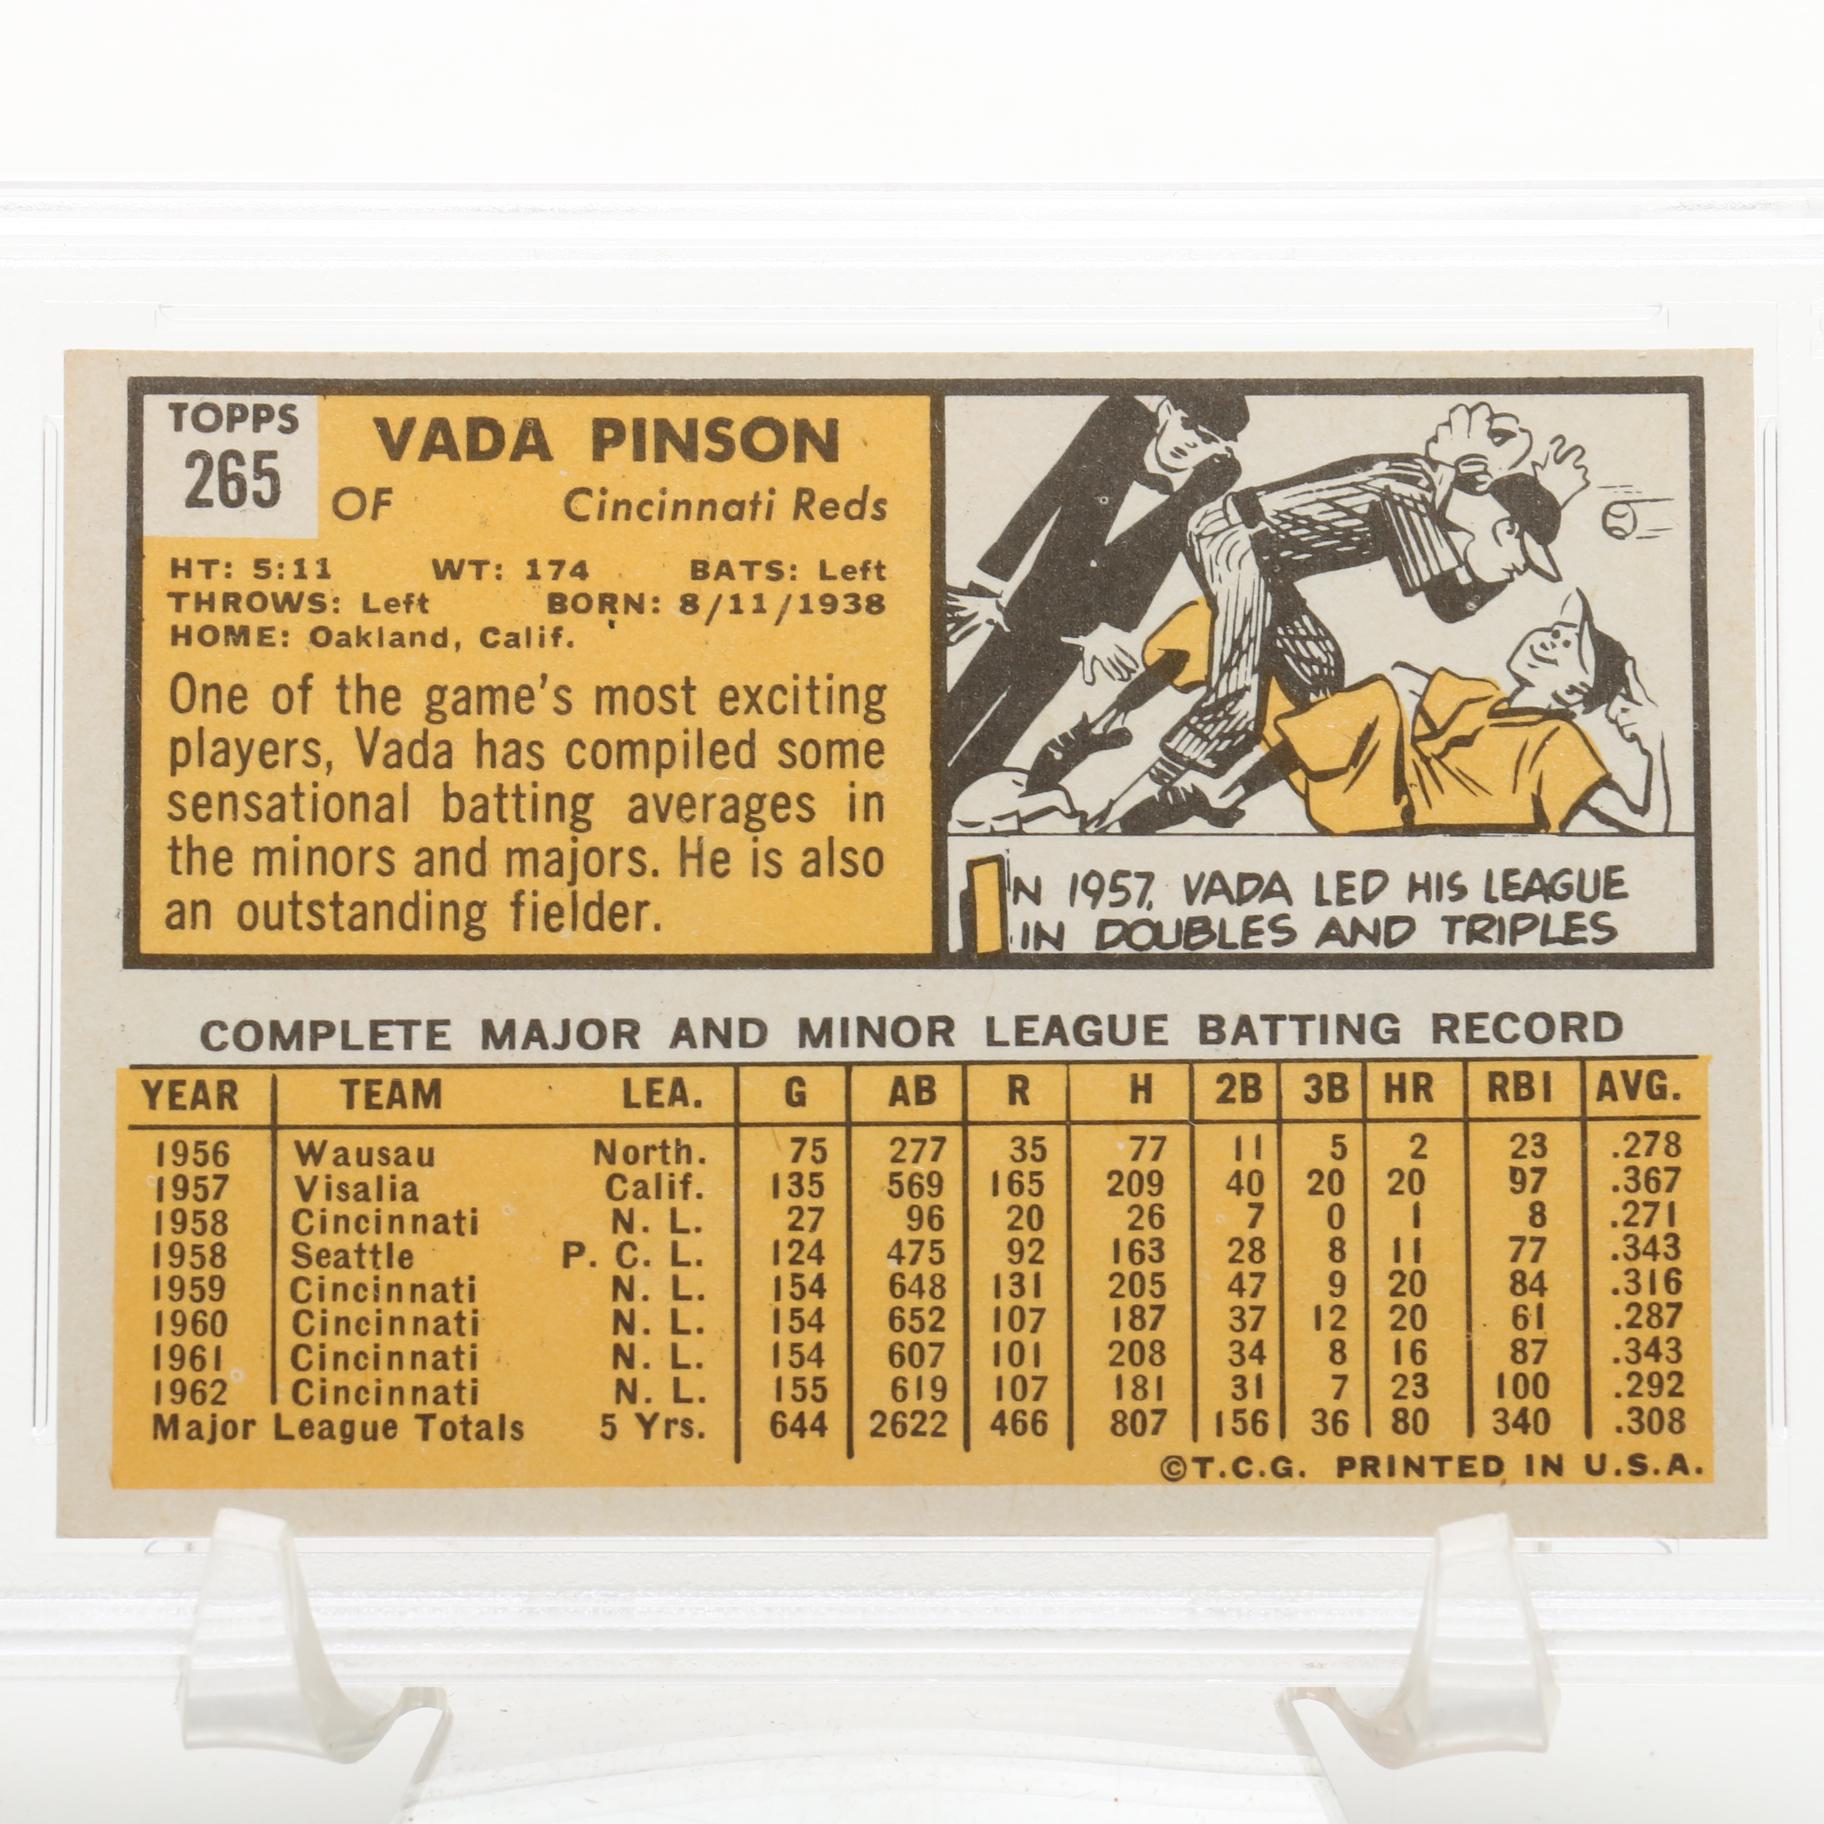 TOPPS
265
VADA PINSON
OF Cincinnati Reds
HT: 5:11 WT: 174 BATS: Left
THROWS: Left BORN: 8/11/1938
HOME: Oakland, Calif.
One of the game's most exciting
players, Vada has compiled some
sensational batting averages in
the minors and majors. He is also
an outstanding fielder.
IN 1957, VADA LED HIS LEAGUE
IN DOUBLES AND TRIPLES
COMPLETE MAJOR AND MINOR LEAGUE BATTING RECORD
YEAR TEAM LEA. G AB R H 2B 3B HR RBI AVG.
1956 Wausau North. 75 277 35 77 11 5 2 23 .278
1957 Visalia Calif. 135 569 165 209 40 20 20 97 .367
1958 Cincinnati N. L. 27 96 20 26 7 0 1 8 .271
1958 Seattle P. C. L. 124 475 92 163 28 8 11 77 .343
1959 Cincinnati N. L. 154 648 131 205 47 9 20 84 .316
1960 Cincinnati N. L. 154 652 107 187 37 12 20 61 .287
1961 Cincinnati N. L. 154 607 101 208 34 8 16 87 .343
1962 Cincinnati N. L. 155 619 107 181 31 7 23 100 .292
Major League Totals 5 Yrs. 644 2622 466 807 156 36 80 340 .308
©T.C.G. PRINTED IN U.S.A.